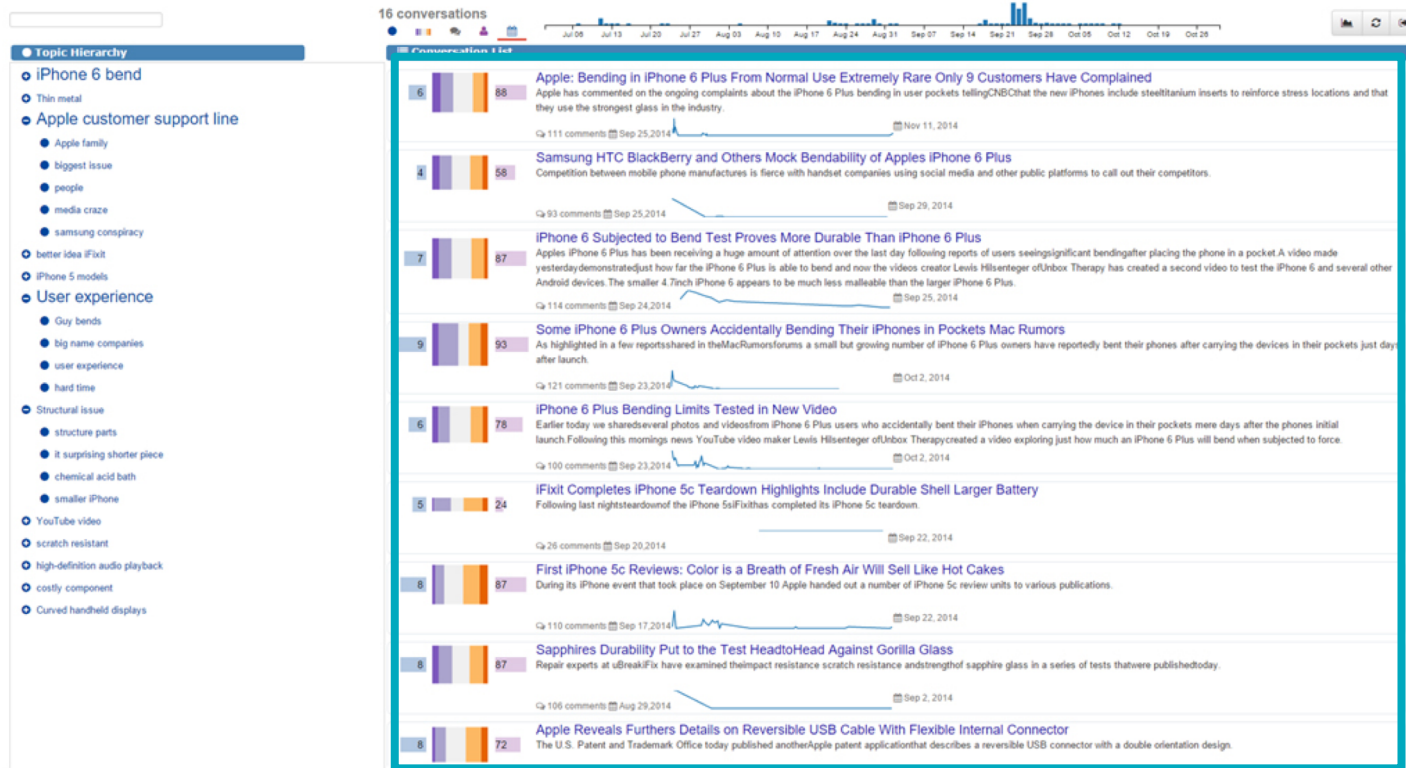 16 conversations
Jul 06 Jul 13 Jul 20 Jul 27 Aug 03 Aug 10 Aug 17 Aug 24 Aug 31 Sep 07 Sep 14 Sep 21 Sep 28 Oct 05 Oct 12 Oct 19 Oct 26
Topic Hierarchy
iPhone 6 bend
Thin metal
Apple customer support line
Apple family
biggest issue
people
media craze
samsung conspiracy
better idea iFixit
iPhone 5 models
User experience
Guy bends
big name companies
user experience
hard time
Structural issue
structure parts
it surprising shorter piece
chemical acid bath
smaller iPhone
YouTube video
scratch resistant
high-definition audio playback
costly component
Curved handheld displays
Conversation List
6 88
Apple: Bending in iPhone 6 Plus From Normal Use Extremely Rare Only 9 Customers Have Complained
Apple has commented on the ongoing complaints about the iPhone 6 Plus bending in user pockets tellingCNBCthat the new iPhones include steeltitanium inserts to reinforce stress locations and that
they use the strongest glass in the industry.
111 comments Sep 25,2014 Nov 11, 2014
4 58
Samsung HTC BlackBerry and Others Mock Bendability of Apples iPhone 6 Plus
Competition between mobile phone manufactures is fierce with handset companies using social media and other public platforms to call out their competitors.
93 comments Sep 25,2014 Sep 29, 2014
7 87
iPhone 6 Subjected to Bend Test Proves More Durable Than iPhone 6 Plus
Apples iPhone 6 Plus has been receiving a huge amount of attention over the last day following reports of users seeingsignificant bendingafter placing the phone in a pocket.A video made
yesterdaydemonstratedjust how far the iPhone 6 Plus is able to bend and now the videos creator Lewis Hilsenteger ofUnbox Therapy has created a second video to test the iPhone 6 and several other
Android devices.The smaller 4.7inch iPhone 6 appears to be much less malleable than the larger iPhone 6 Plus.
114 comments Sep 24,2014 Sep 25, 2014
9 93
Some iPhone 6 Plus Owners Accidentally Bending Their iPhones in Pockets Mac Rumors
As highlighted in a few reportsshared in theMacRumorsforums a small but growing number of iPhone 6 Plus owners have reportedly bent their phones after carrying the devices in their pockets just days
after launch.
121 comments Sep 23,2014 Oct 2, 2014
6 78
iPhone 6 Plus Bending Limits Tested in New Video
Earlier today we sharedseveral photos and videosfrom iPhone 6 Plus users who accidentally bent their iPhones when carrying the device in their pockets mere days after the phones initial
launch.Following this mornings news YouTube video maker Lewis Hilsenteger ofUnbox Therapycreated a video exploring just how much an iPhone 6 Plus will bend when subjected to force.
100 comments Sep 23,2014 Oct 2, 2014
5 24
iFixit Completes iPhone 5c Teardown Highlights Include Durable Shell Larger Battery
Following last nightsteardownof the iPhone 5siFixithas completed its iPhone 5c teardown.
26 comments Sep 20,2014 Sep 22, 2014
8 87
First iPhone 5c Reviews: Color is a Breath of Fresh Air Will Sell Like Hot Cakes
During its iPhone event that took place on September 10 Apple handed out a number of iPhone 5c review units to various publications.
110 comments Sep 17,2014 Sep 22, 2014
8 87
Sapphires Durability Put to the Test HeadtoHead Against Gorilla Glass
Repair experts at uBreakiFix have examined theimpact resistance scratch resistance andstrengthof sapphire glass in a series of tests thatwere publishedtoday.
106 comments Aug 29,2014 Sep 2, 2014
8 72
Apple Reveals Furthers Details on Reversible USB Cable With Flexible Internal Connector
The U.S. Patent and Trademark Office today published anotherApple patent applicationthat describes a reversible USB connector with a double orientation design.